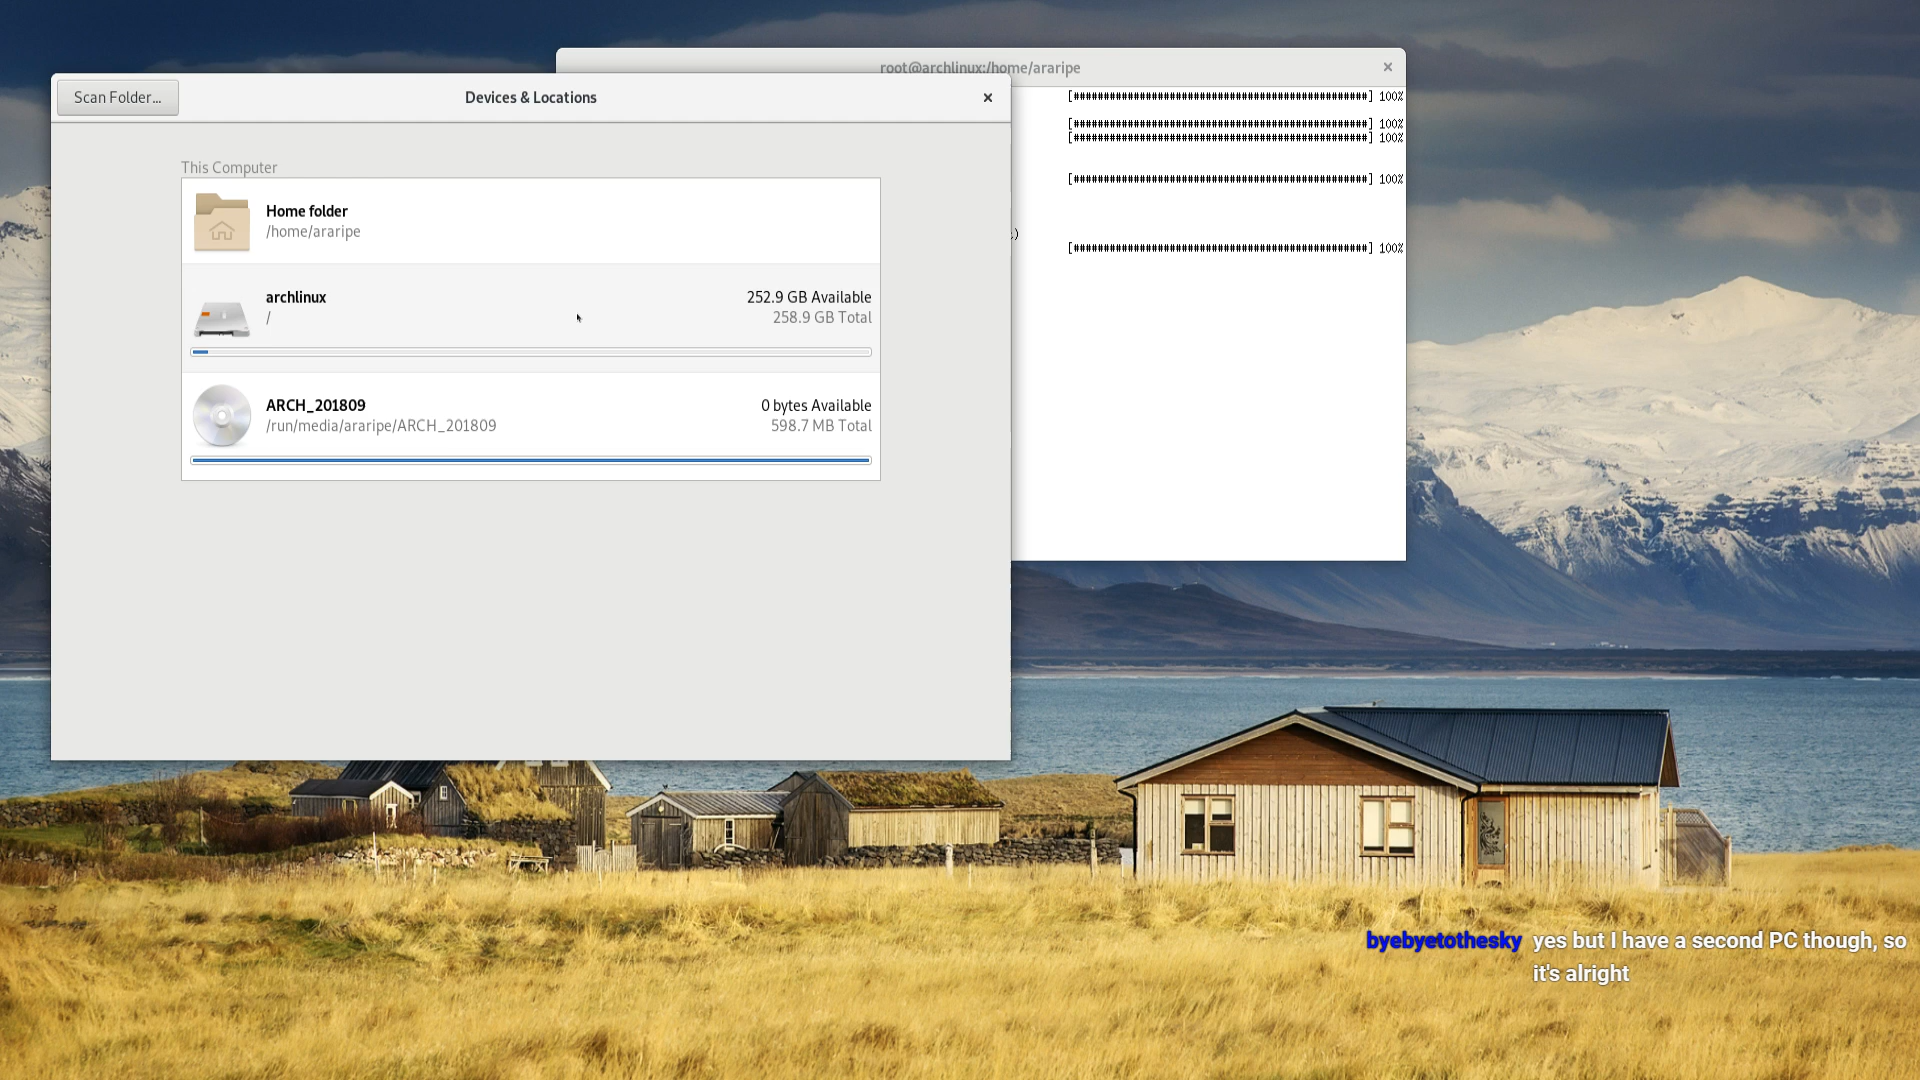 root@archlinux:/home/araripe
Scan Folder...
Devices & Locations
This Computer
Home folder
/home/araripe
archlinux
252.9 GB Available
/
258.9 GB Total
ARCH_201809
0 bytes Available
/run/media/araripe/ARCH_201809
598.7 MB Total
[################################################] 100%
[################################################] 100%
[################################################] 100%
[################################################] 100%
)
[################################################] 100%
byebyetothesky yes but I have a second PC though, so
it's alright